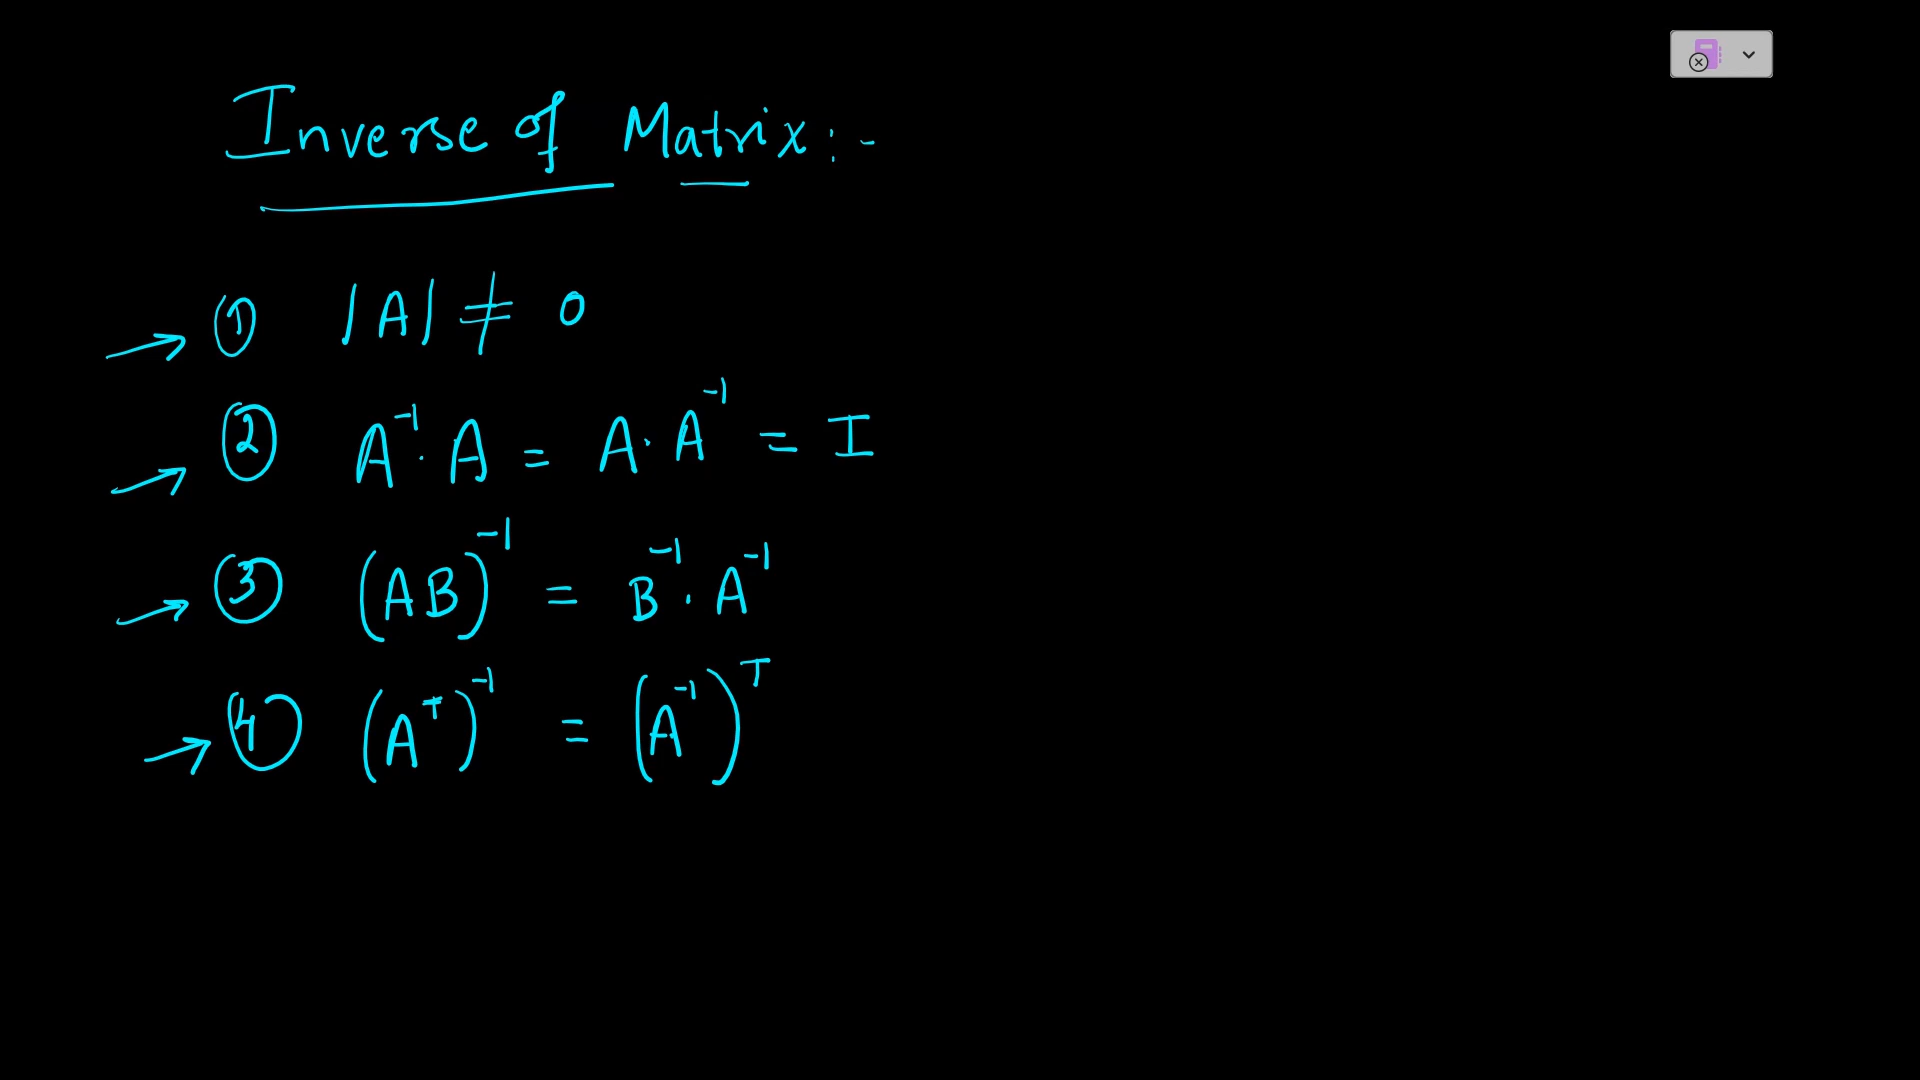 Inverse of Matrix:-
① |A| ≠ 0
② A⁻¹·A = A·A⁻¹ = I
③ (AB)⁻¹ = B⁻¹·A⁻¹
④ (Aᵀ)⁻¹ = (A⁻¹)ᵀ